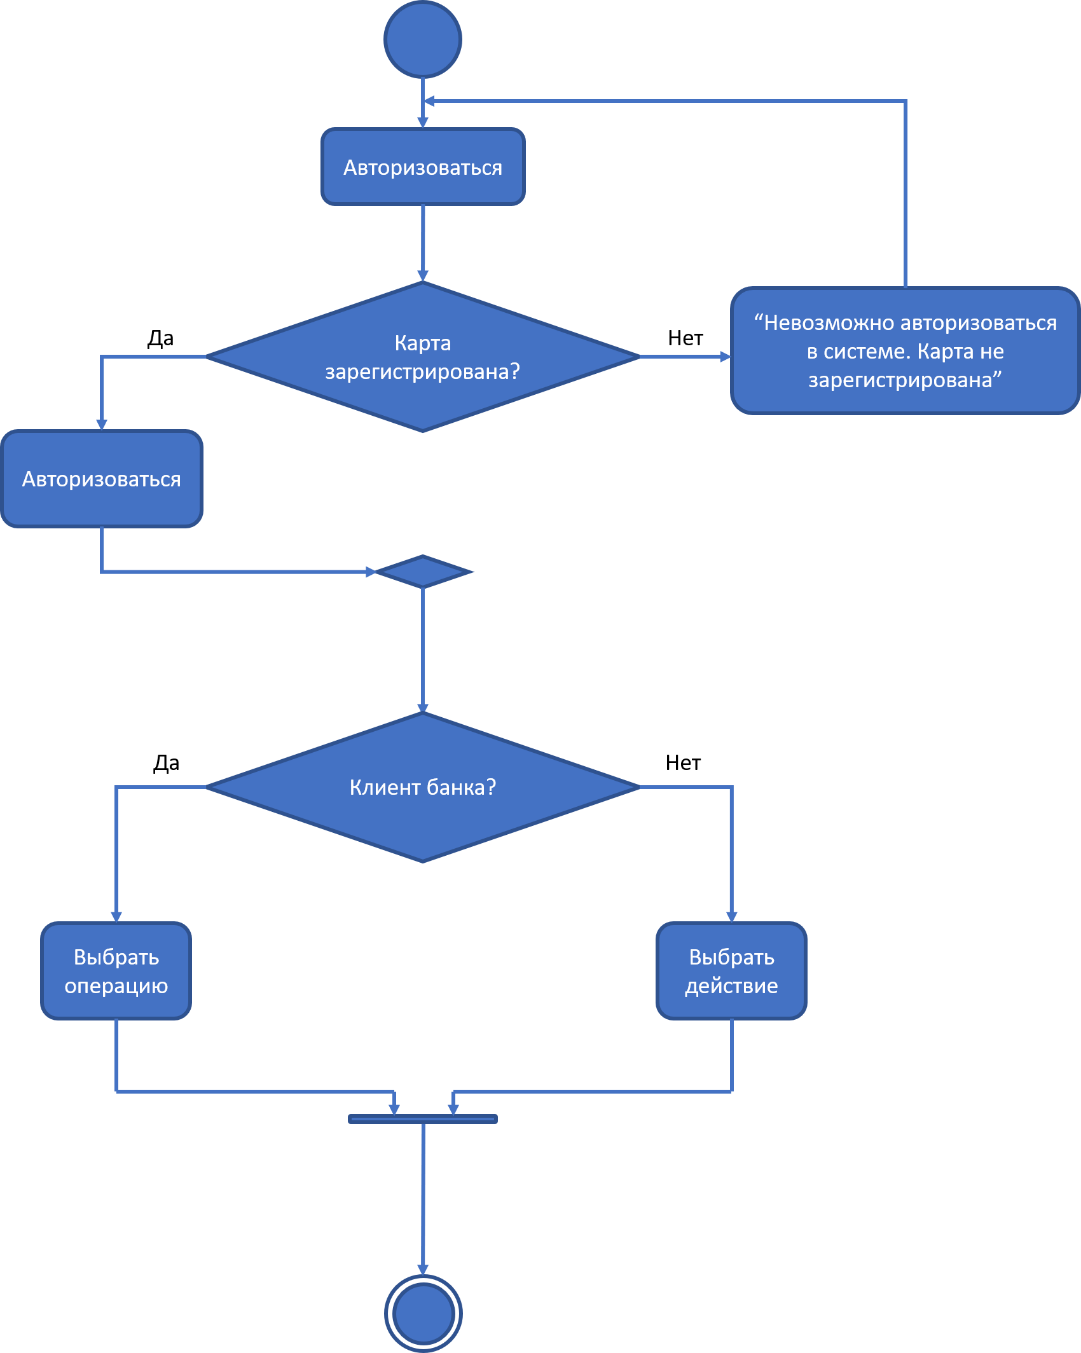 Авторизоваться
Карта
зарегистрирована?
Да
Нет
“Невозможно авторизоваться
в системе. Карта не
зарегистрирована”
Авторизоваться
Клиент банка?
Да
Нет
Выбрать
операцию
Выбрать
действие